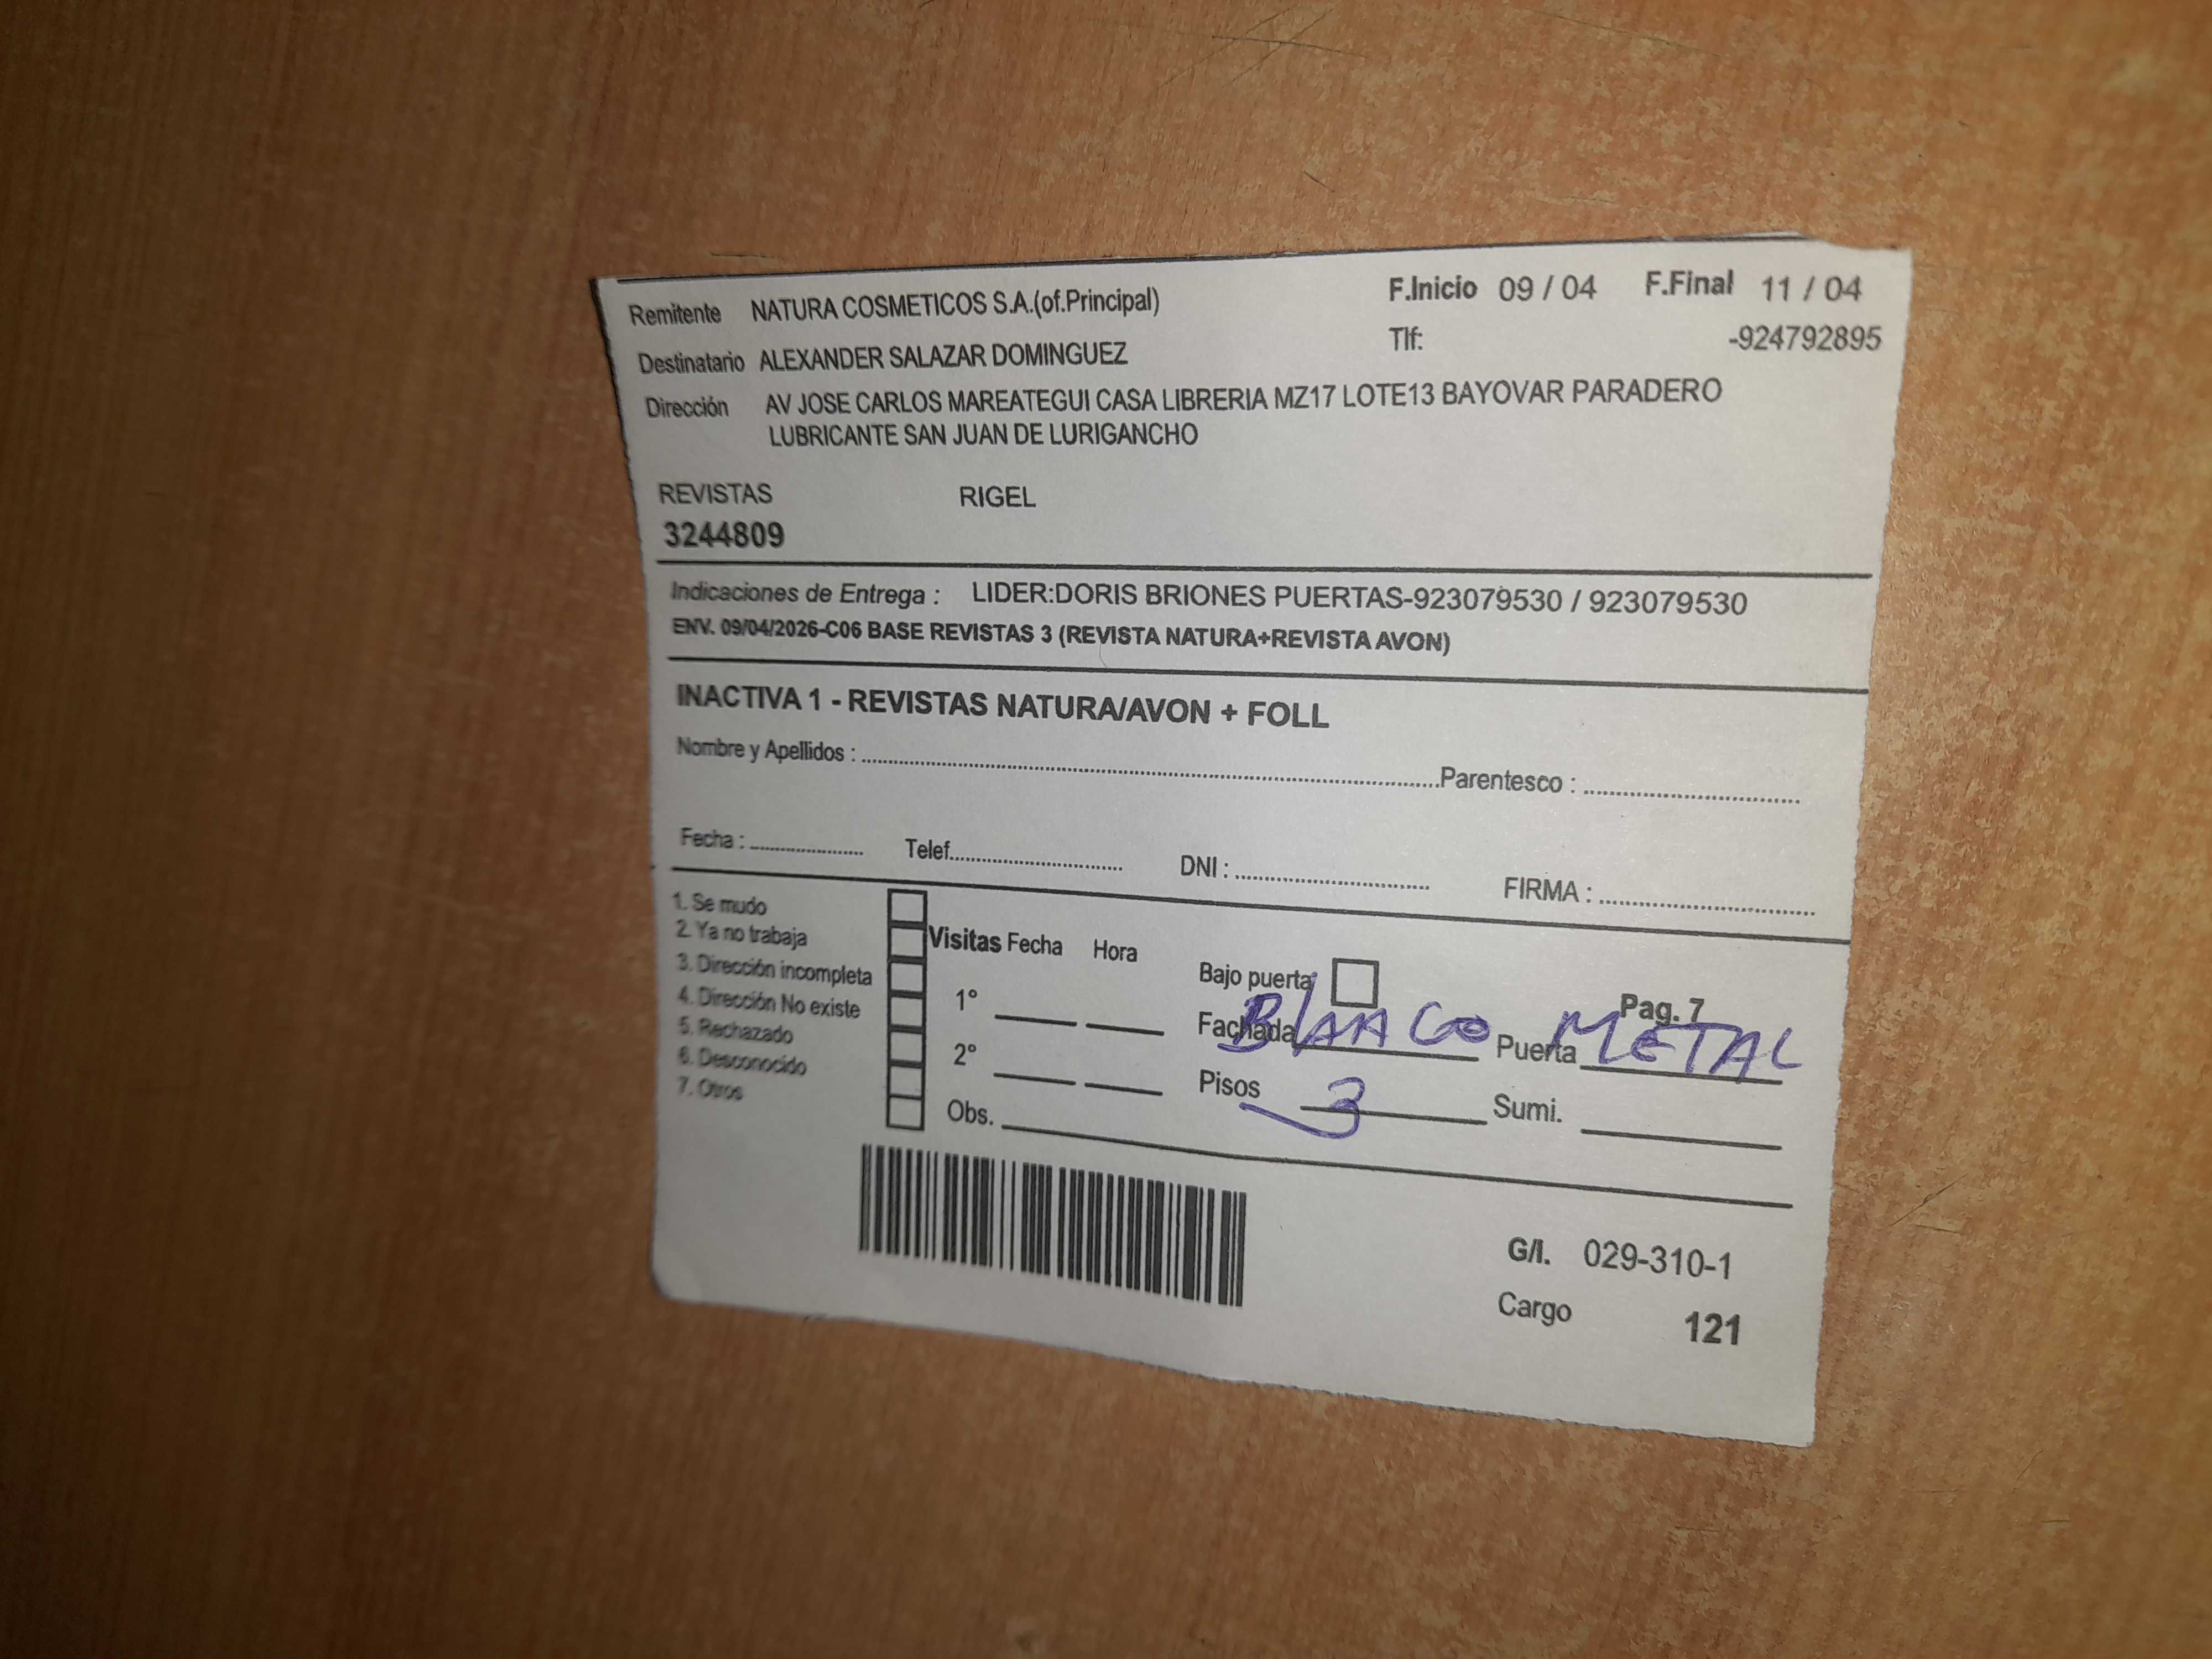 Remitente NATURA COSMETICOS S.A.(of.Principal) F.Inicio 09 / 04 F.Final 11 / 04
Tlf: -924792895
Destinatario ALEXANDER SALAZAR DOMINGUEZ
Dirección AV JOSE CARLOS MAREATEGUI CASA LIBRERIA MZ17 LOTE13 BAYOVAR PARADERO
LUBRICANTE SAN JUAN DE LURIGANCHO
REVISTAS RIGEL
3244809
Indicaciones de Entrega : LIDER:DORIS BRIONES PUERTAS-923079530 / 923079530
ENV. 09/04/2026-C06 BASE REVISTAS 3 (REVISTA NATURA+REVISTA AVON)
INACTIVA 1 - REVISTAS NATURA/AVON + FOLL
Nombre y Apellidos : Parentesco :
Fecha : Telef. DNI : FIRMA :
1. Se mudo
2. Ya no trabaja
3. Dirección incompleta
4. Dirección No existe
5. Rechazado
6. Desconocido
7. Otros
Visitas Fecha Hora
1°
2°
Obs.
Bajo puerta
Pag. 7
Fachada BlAnCo Puerta METAL
Pisos 3 Sumi.
G/I. 029-310-1
Cargo 121